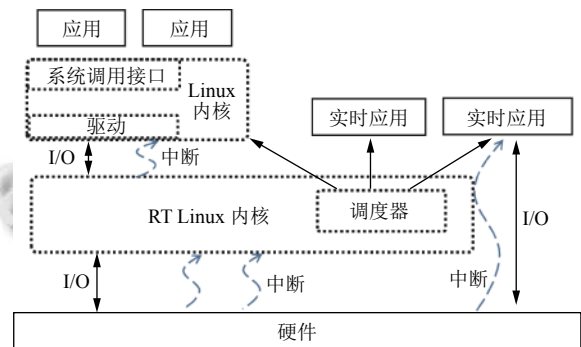 应用
应用
系统调用接口
Linux
内核
驱动
实时应用
实时应用
I/O
中断
RT Linux 内核
调度器
I/O
I/O
中断
中断
硬件